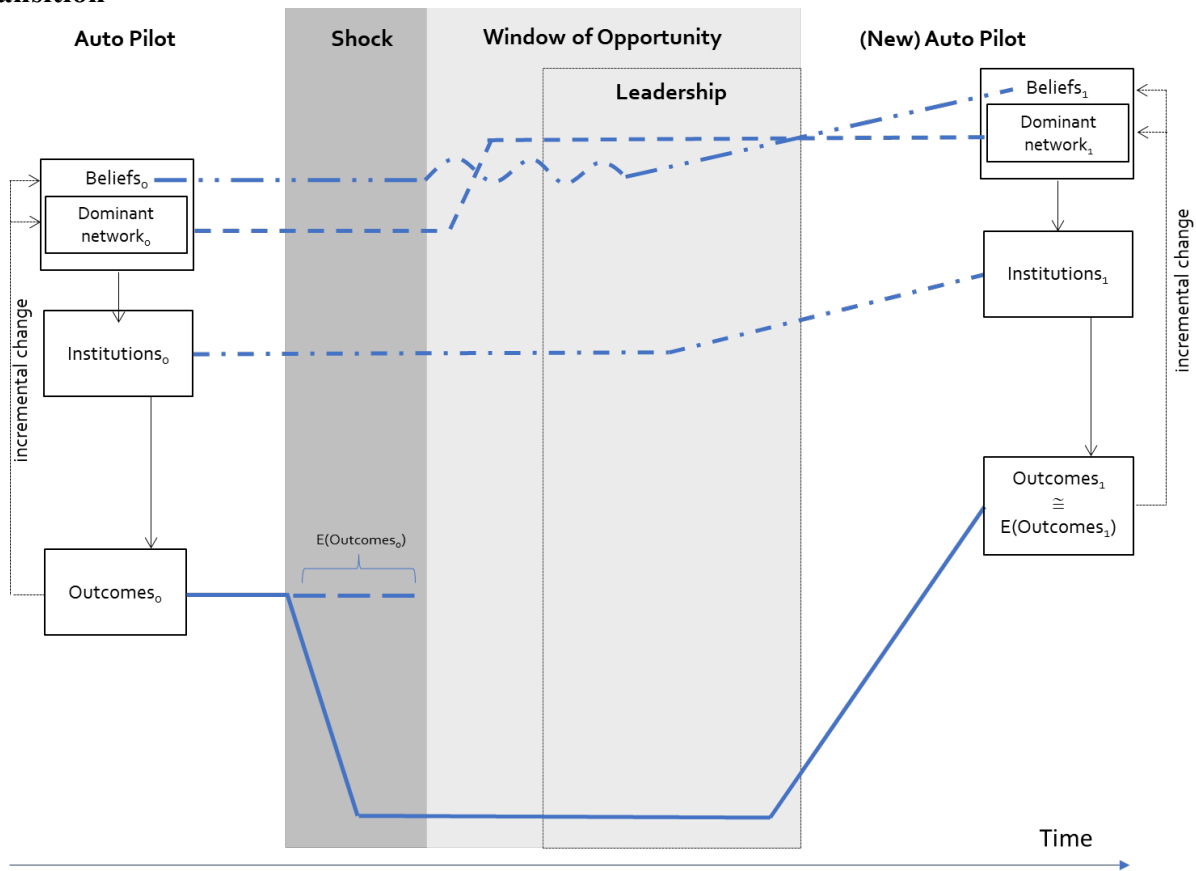 ansition
Auto Pilot
Shock
Window of Opportunity
(New) Auto Pilot
Leadership
Beliefs₁
Dominant
network₁
Beliefs₀
Dominant
network₀
Institutions₁
incremental change
Institutions₀
incremental change
Outcomes₁
≅
E(Outcomes₁)
E(Outcomes₀)
Outcomes₀
Time